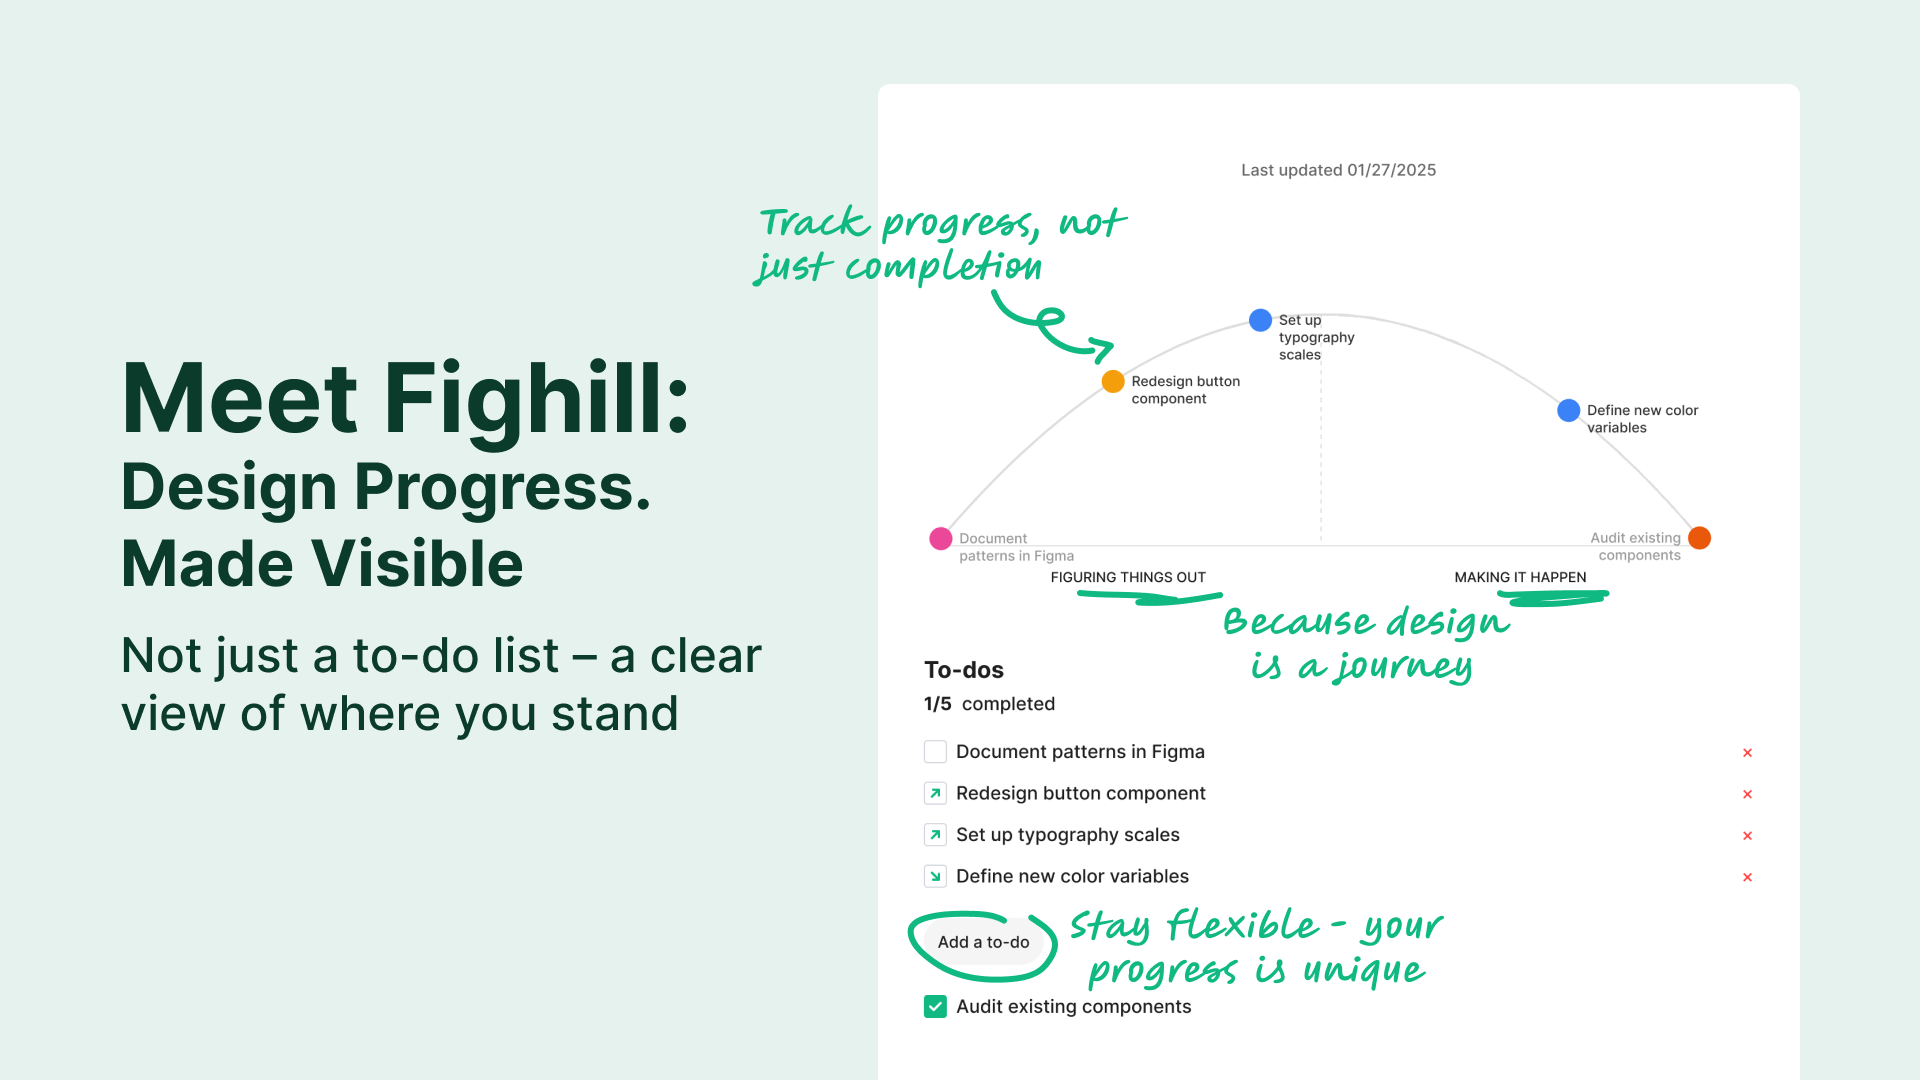 Meet Fighill:
Design Progress.
Made Visible
Not just a to-do list – a clear
view of where you stand
Last updated 01/27/2025
Track progress, not
just completion
Set up
typography
scales
Redesign button
component
Define new color
variables
Document
patterns in Figma
Audit existing
components
FIGURING THINGS OUT
MAKING IT HAPPEN
Because design
is a journey
To-dos
1/5 completed
Document patterns in Figma
Redesign button component
Set up typography scales
Define new color variables
Add a to-do
Stay flexible - your
progress is unique
Audit existing components